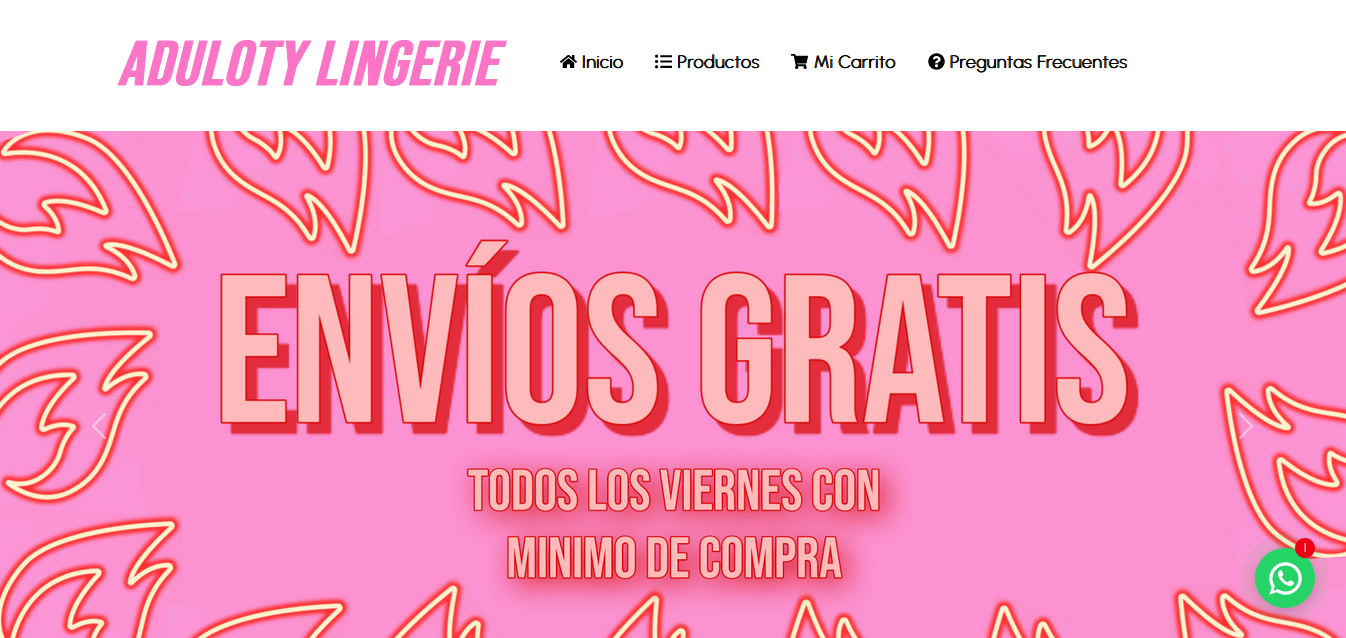 ADULOTY LINGERIE
Inicio
Productos
Mi Carrito
Preguntas Frecuentes
ENVÍOS GRATIS
TODOS LOS VIERNES CON
MINIMO DE COMPRA
1